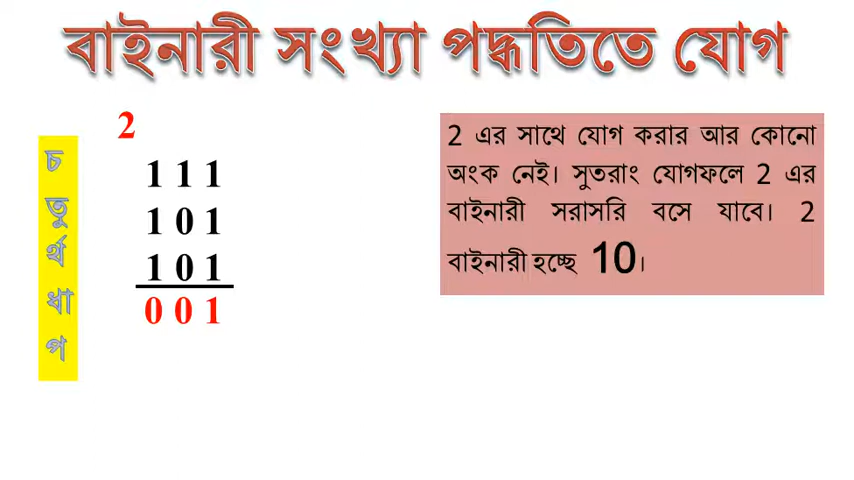 বাইনারী সংখ্যা পদ্ধতিতে যোগ
2
1 1 1
1 0 1
1 0 1
0 0 1
চ
তু
র্থ
ধা
প
2 এর সাথে যোগ করার আর কোনো
অংক নেই। সুতরাং যোগফলে 2 এর
বাইনারী সরাসরি বসে যাবে। 2
বাইনারী হচ্ছে 10।